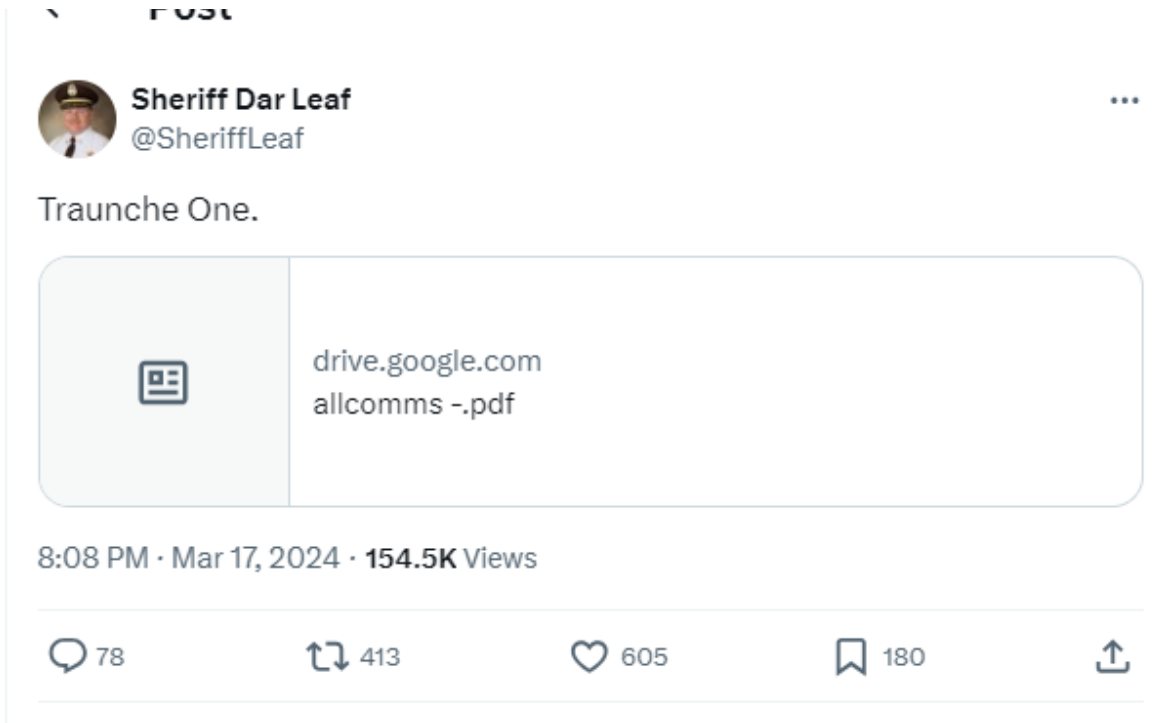 Post
Sheriff Dar Leaf
@SheriffLeaf
Traunche One.
drive.google.com
allcomms -.pdf
8:08 PM · Mar 17, 2024 · 154.5K Views
78 413 605 180